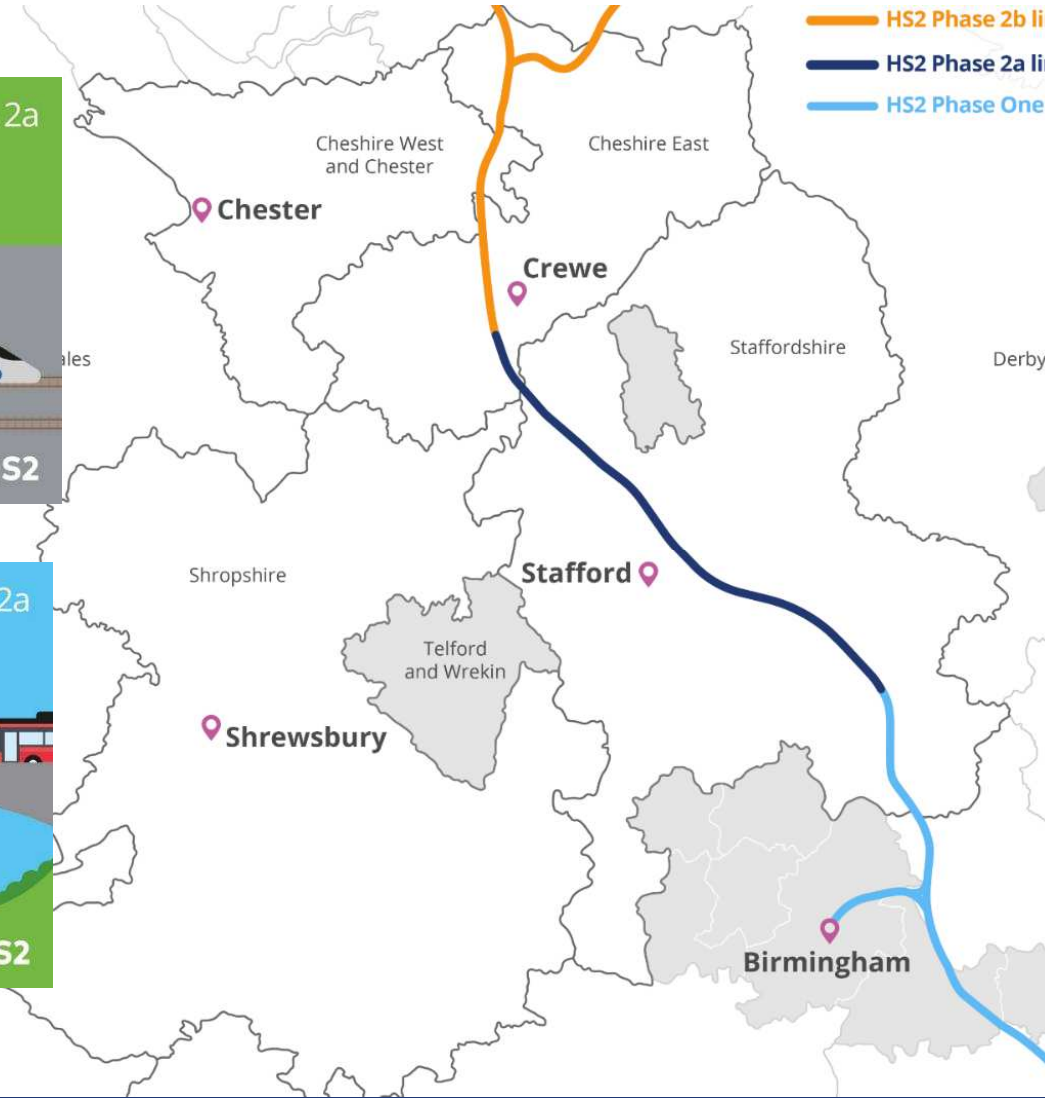 HS2 Phase 2b li
HS2 Phase 2a li
HS2 Phase One
2a
Cheshire West
and Chester
Cheshire East
Chester
Crewe
Staffordshire
ales
Derby
S2
Stafford
Shropshire
2a
Telford
and Wrekin
Shrewsbury
S2
Birmingham